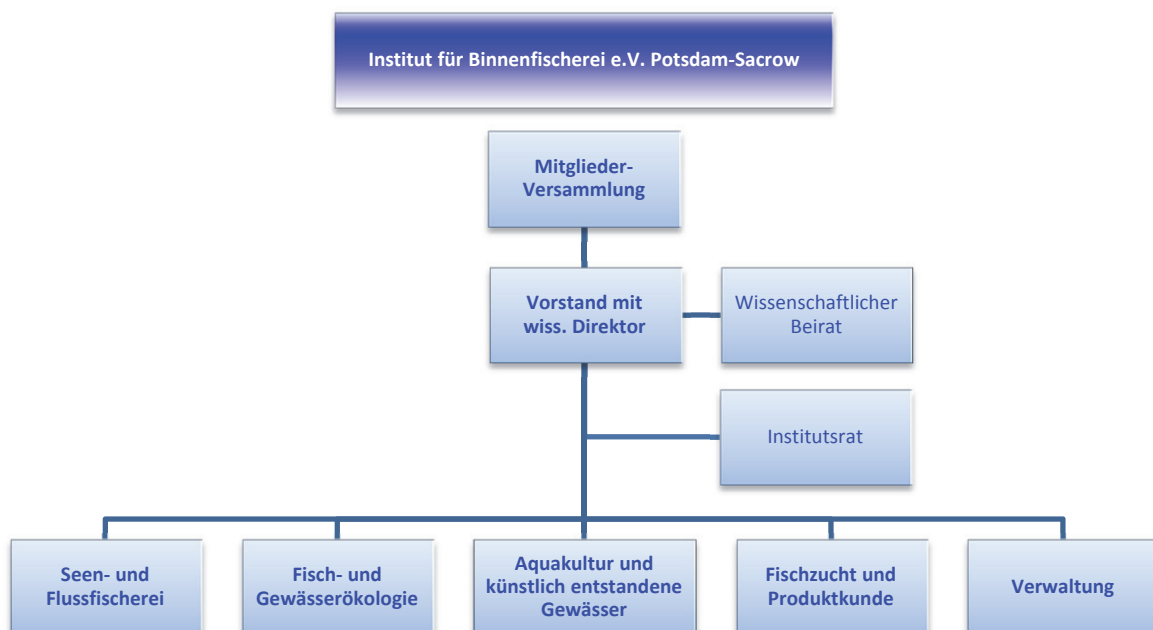 Institut für Binnenfischerei e.V. Potsdam-Sacrow
Mitglieder-
Versammlung
Vorstand mit
wiss. Direktor
Wissenschaftlicher
Beirat
Institutsrat
Seen- und
Flussfischerei
Fisch- und
Gewässerökologie
Aquakultur und
künstlich entstandene
Gewässer
Fischzucht und
Produktkunde
Verwaltung